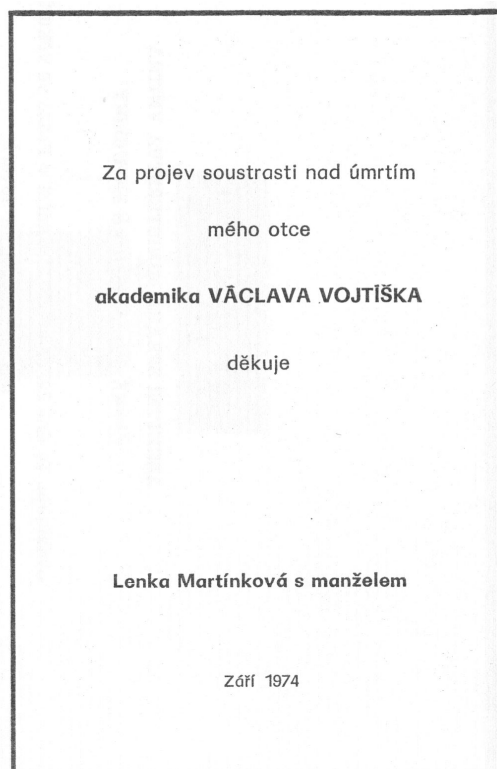 Za projev soustrasti nad úmrtím
mého otce
akademika VÁCLAVA VOJTÍŠKA
děkuje
Lenka Martínková s manželem
Září 1974